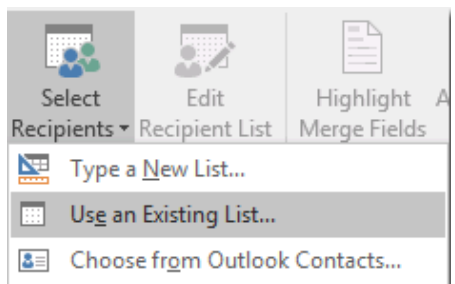 Select Edit Highlight A
Recipients Recipient List Merge Fields
Type a New List...
Use an Existing List...
Choose from Outlook Contacts...